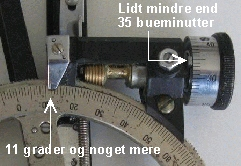 Lidt mindre end
35 bueminutter
11 grader og noget mere